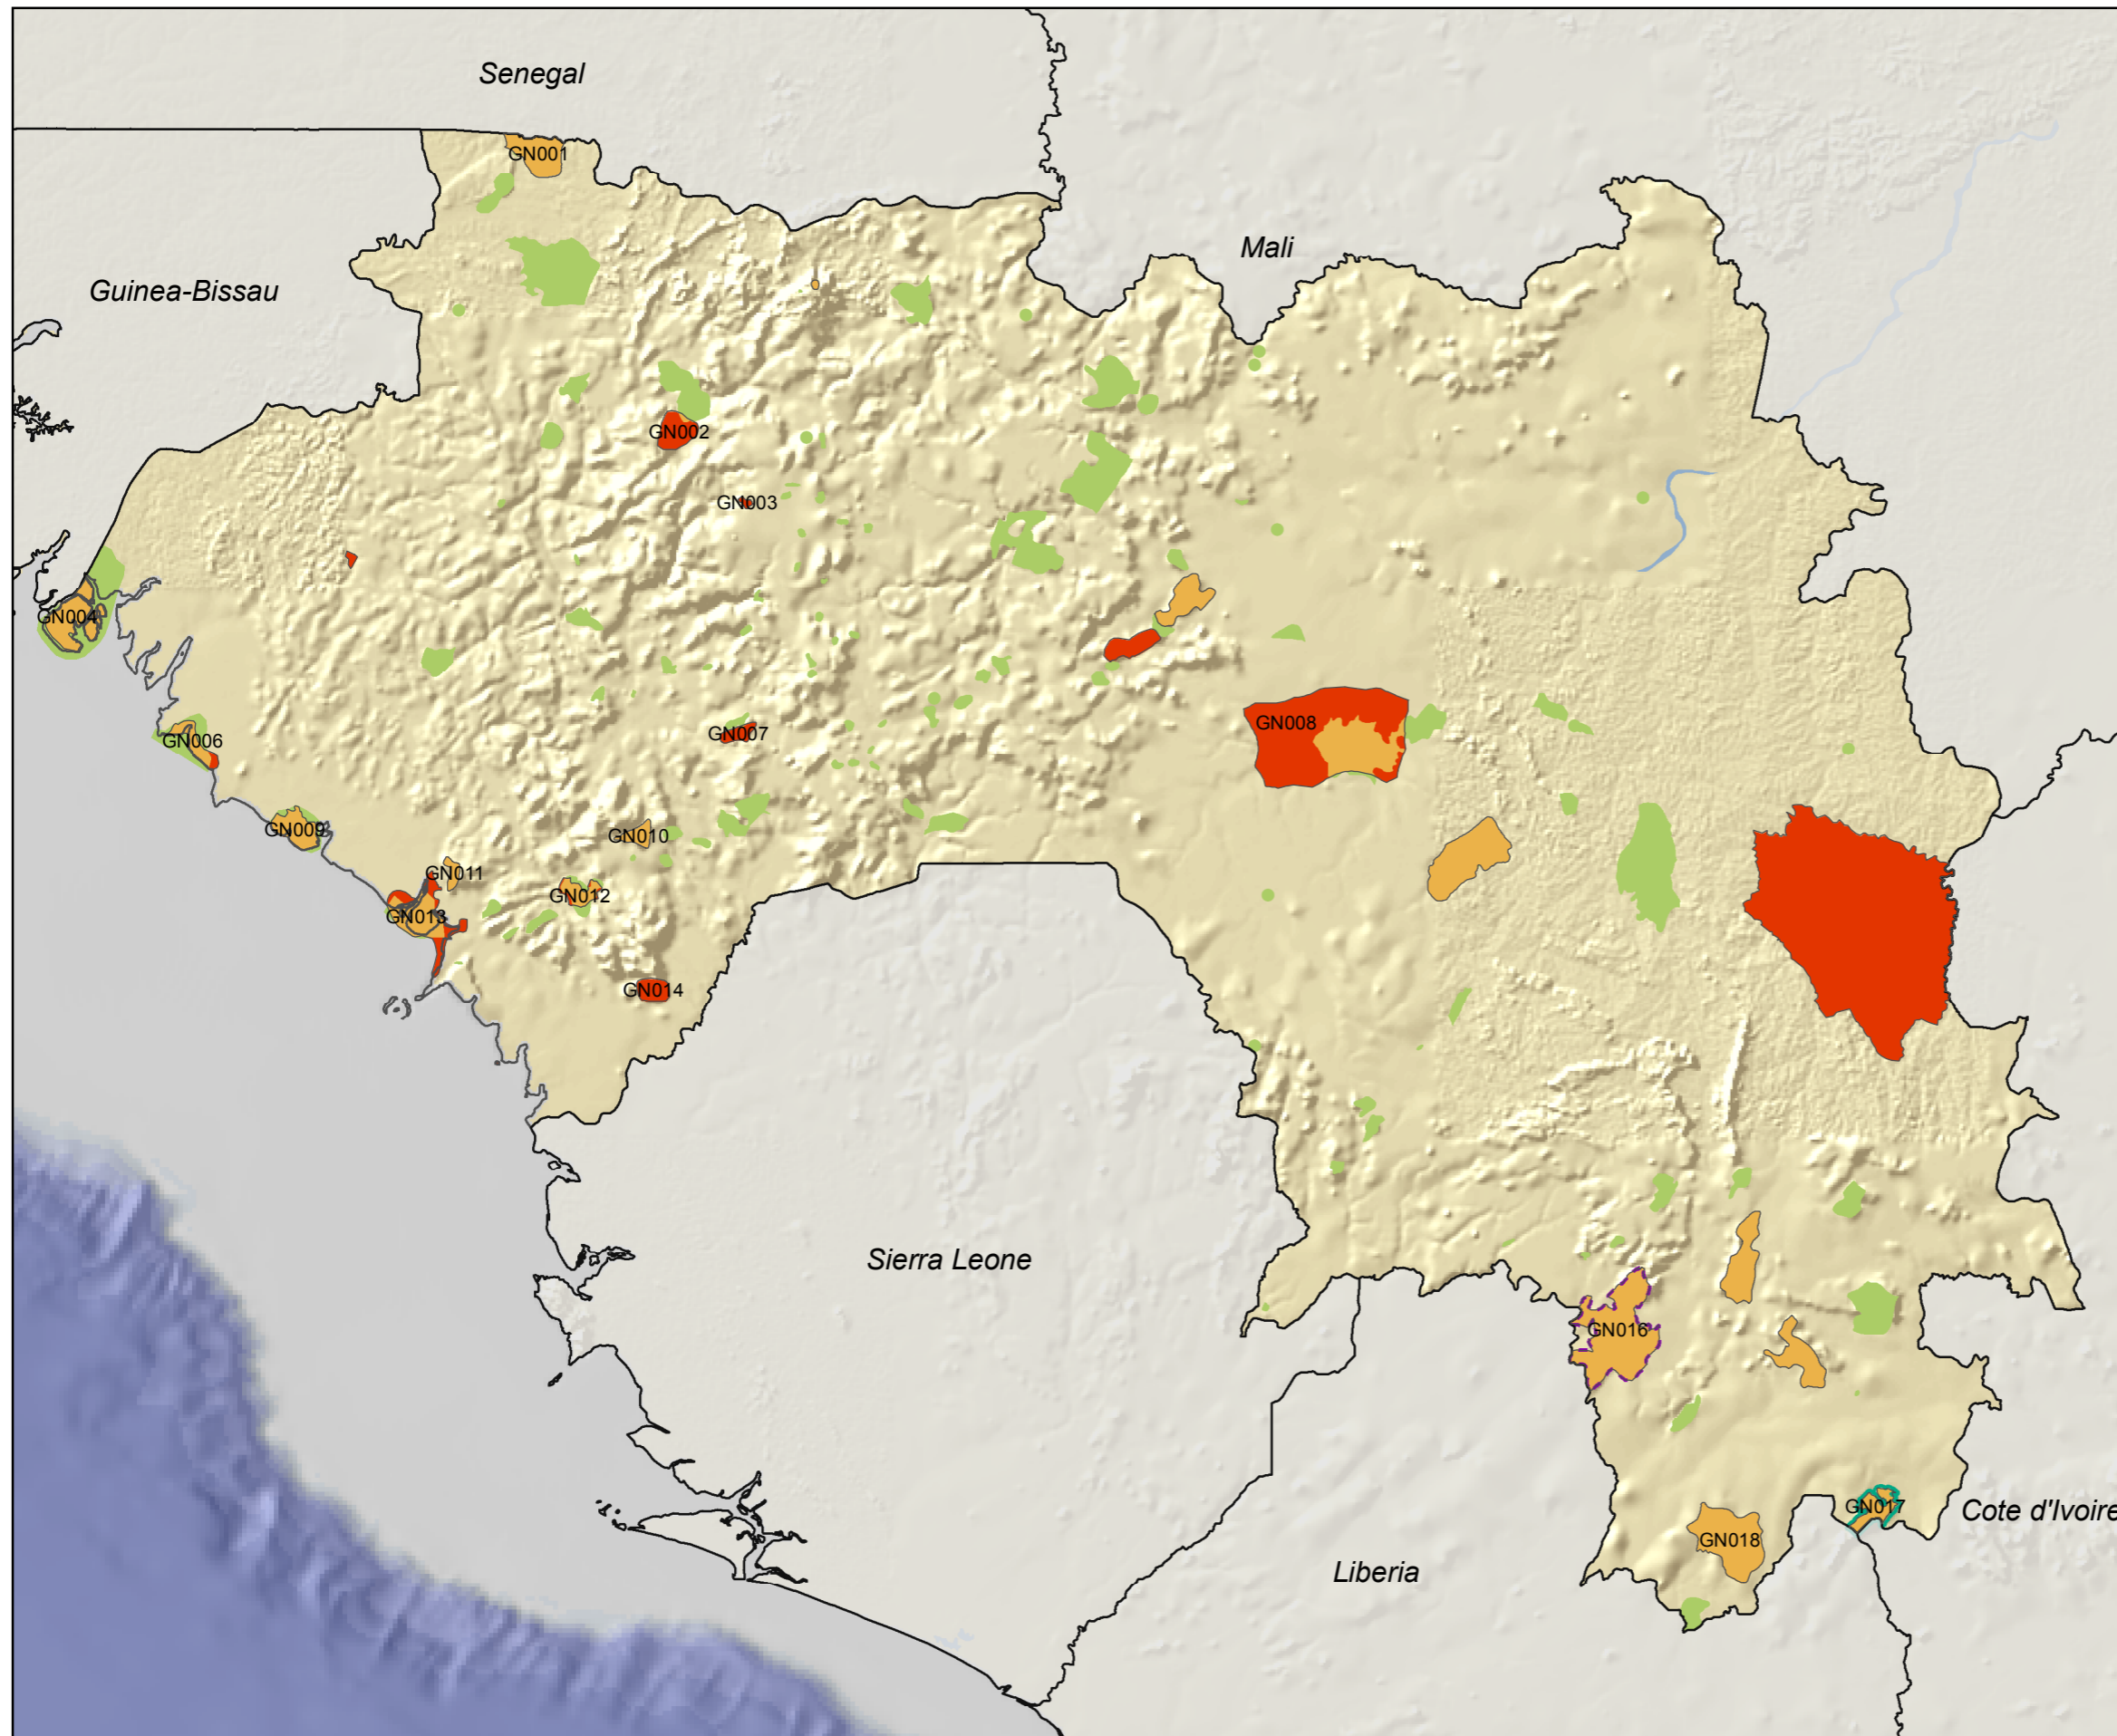 Senegal
GN001
Mali
Guinea-Bissau
GN002
GN003
GN004
GN008
GN007
GN006
GN009
GN010
GN011
GN012
GN013
GN014
Sierra Leone
GN016
GN017
Cote d'Ivoire
GN018
Liberia